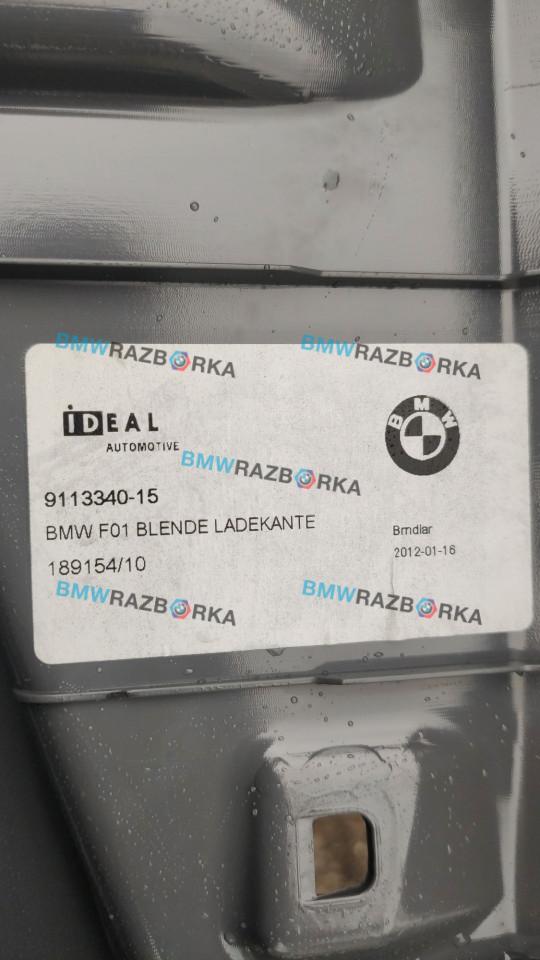 BMWRAZBORKA
BMWRAZBORKA
iDEAL
AUTOMOTIVE
BMW
BMWRAZBORKA
9113340-15
BMW F01 BLENDE LADEKANTE
Brndlar
189154/10
2012-01-16
BMWRAZBORKA
BMWRAZBORKA